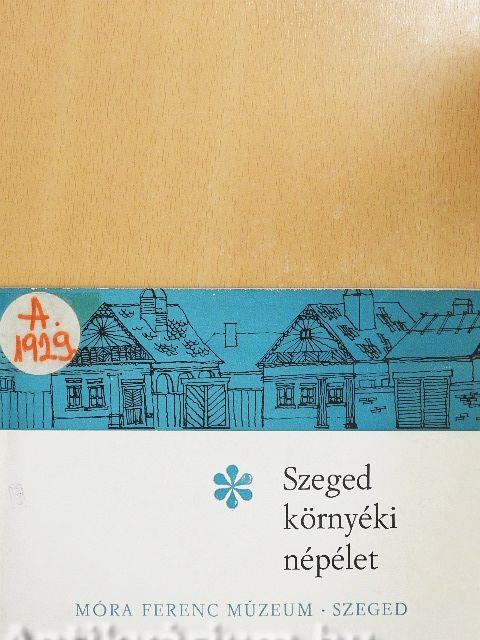 A.
1929
Szeged
környéki
népélet
MÓRA FERENC MÚZEUM · SZEGED